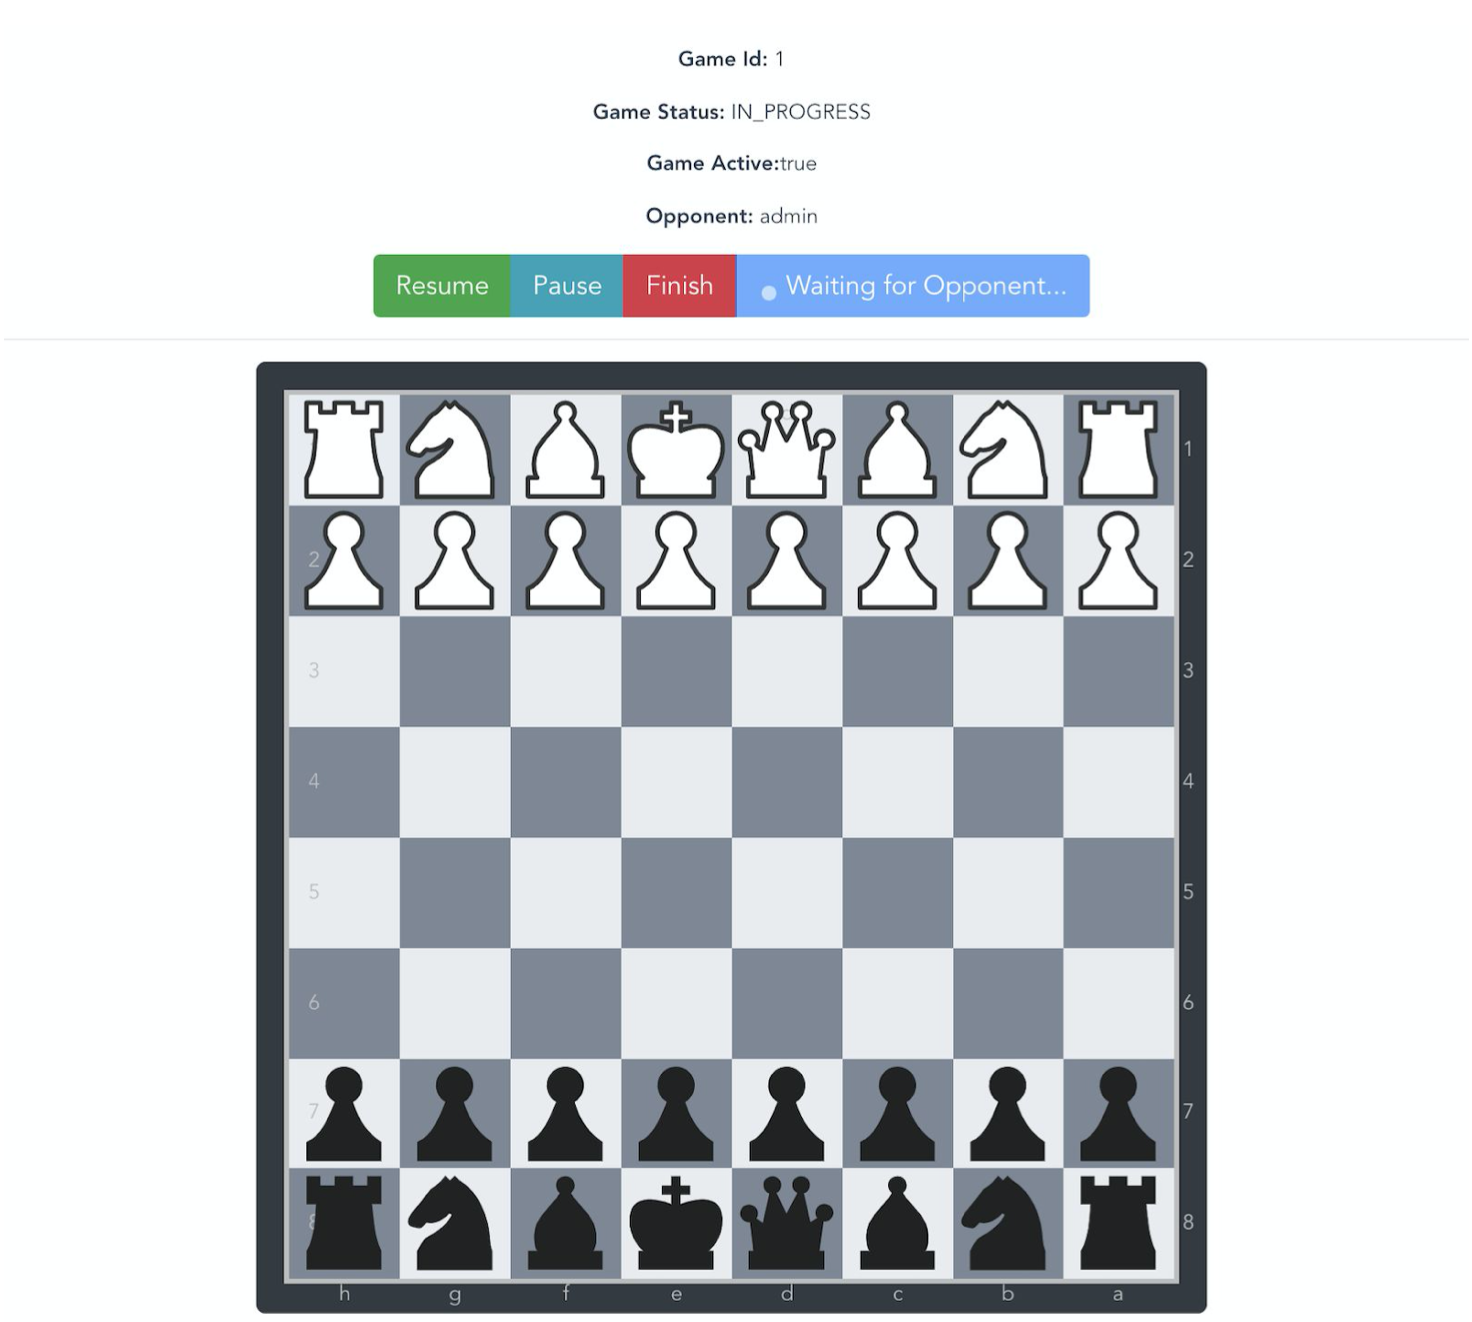 Game Id: 1
Game Status: IN_PROGRESS
Game Active:true
Opponent: admin
Resume Pause Finish Waiting for Opponent...
1
2 2
3 3
4 4
5 5
6 6
7 7
8 8
h g f e d c b a